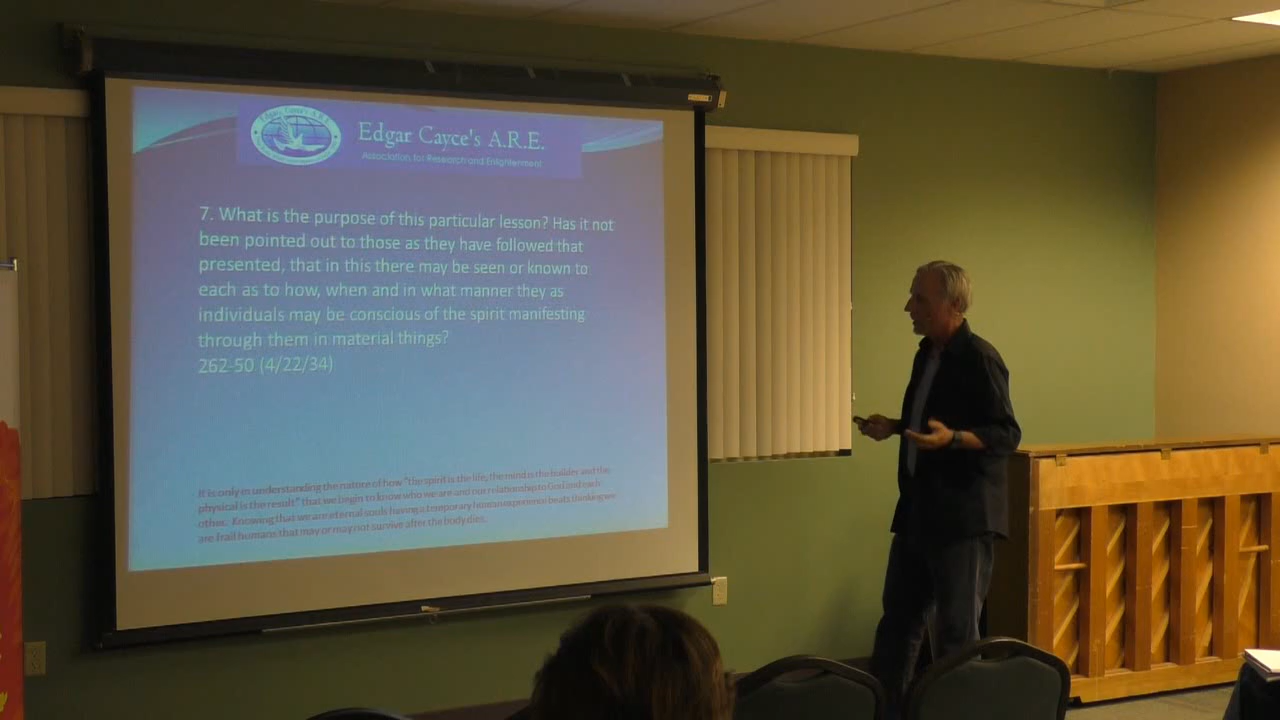 Edgar Cayce's A.R.E.
Association for Research and Enlightenment
7. What is the purpose of this particular lesson? Has it not
been pointed out to those as they have followed that
presented, that in this there may be seen or known to
each as to how, when and in what manner they as
individuals may be conscious of the spirit manifesting
through them in material things?
262-50 (4/22/34)
It is only in understanding the nature of how "the spirit is the life, the mind is the builder and the
physical is the result" that we begin to know who we are and our relationship to God and each
other. Knowing that we are eternal souls having a temporary human experience beats thinking we
are frail humans that may or may not survive after the body dies.